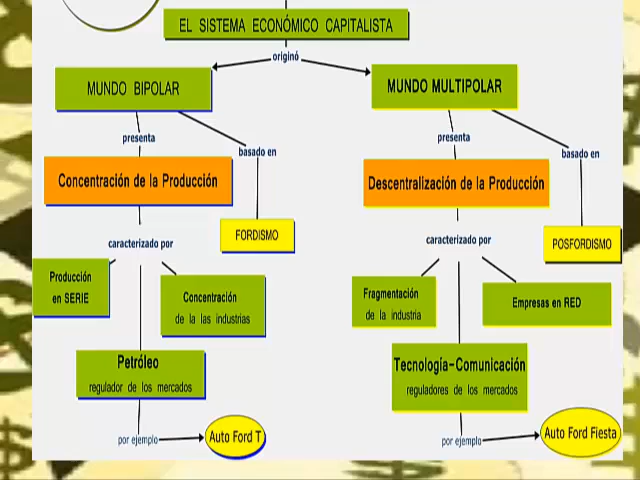 EL SISTEMA ECONÓMICO CAPITALISTA
originó
MUNDO BIPOLAR
MUNDO MULTIPOLAR
presenta
basado en
presenta
basado en
Concentración de la Producción
Descentralización de la Producción
FORDISMO
POSFORDISMO
caracterizado por
caracterizado por
Producción
en SERIE
Concentración
de la las industrias
Fragmentación
de la industria
Empresas en RED
Petróleo
regulador de los mercados
Tecnología-Comunicación
reguladores de los mercados
por ejemplo
Auto Ford T
por ejemplo
Auto Ford Fiesta